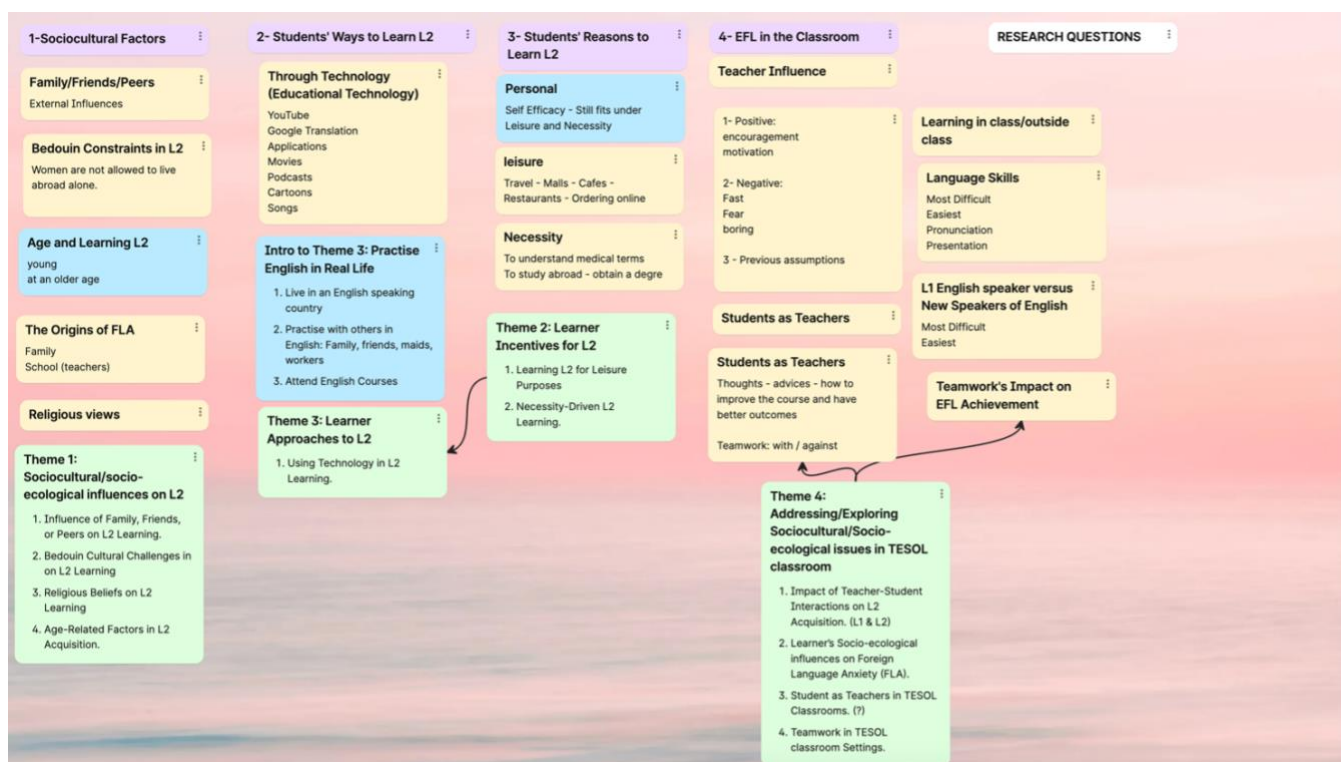 1-Sociocultural Factors
Family/Friends/Peers
External Influences
Bedouin Constraints in L2
Women are not allowed to live
abroad alone.
Age and Learning L2
young
at an older age
The Origins of FLA
Family
School (teachers)
Religious views
Theme 1:
Sociocultural/socio-
ecological influences on L2
1. Influence of Family, Friends,
or Peers on L2 Learning.
2. Bedouin Cultural Challenges in
on L2 Learning
3. Religious Beliefs on L2
Learning
4. Age-Related Factors in L2
Acquisition.
2- Students' Ways to Learn L2
Through Technology
(Educational Technology)
YouTube
Google Translation
Applications
Movies
Podcasts
Cartoons
Songs
Intro to Theme 3: Practise
English in Real Life
1. Live in an English speaking
country
2. Practise with others in
English: Family, friends, maids,
workers
3. Attend English Courses
Theme 3: Learner
Approaches to L2
1. Using Technology in L2
Learning.
3- Students' Reasons to
Learn L2
Personal
Self Efficacy - Still fits under
Leisure and Necessity
leisure
Travel - Malls - Cafes -
Restaurants - Ordering online
Necessity
To understand medical terms
To study abroad - obtain a degre
Theme 2: Learner
Incentives for L2
1. Learning L2 for Leisure
Purposes
2. Necessity-Driven L2
Learning.
4- EFL in the Classroom
Teacher Influence
1- Positive:
encouragement
motivation
2- Negative:
Fast
Fear
boring
3 - Previous assumptions
Students as Teachers
Students as Teachers
Thoughts - advices - how to
improve the course and have
better outcomes
Teamwork: with / against
Theme 4:
Addressing/Exploring
Sociocultural/Socio-
ecological issues in TESOL
classroom
1. Impact of Teacher-Student
Interactions on L2
Acquisition. (L1 & L2)
2. Learner's Socio-ecological
influences on Foreign
Language Anxiety (FLA).
3. Student as Teachers in TESOL
Classrooms. (?)
4. Teamwork in TESOL
classroom Settings.
RESEARCH QUESTIONS
Learning in class/outside
class
Language Skills
Most Difficult
Easiest
Pronunciation
Presentation
L1 English speaker versus
New Speakers of English
Most Difficult
Easiest
Teamwork's Impact on
EFL Achievement